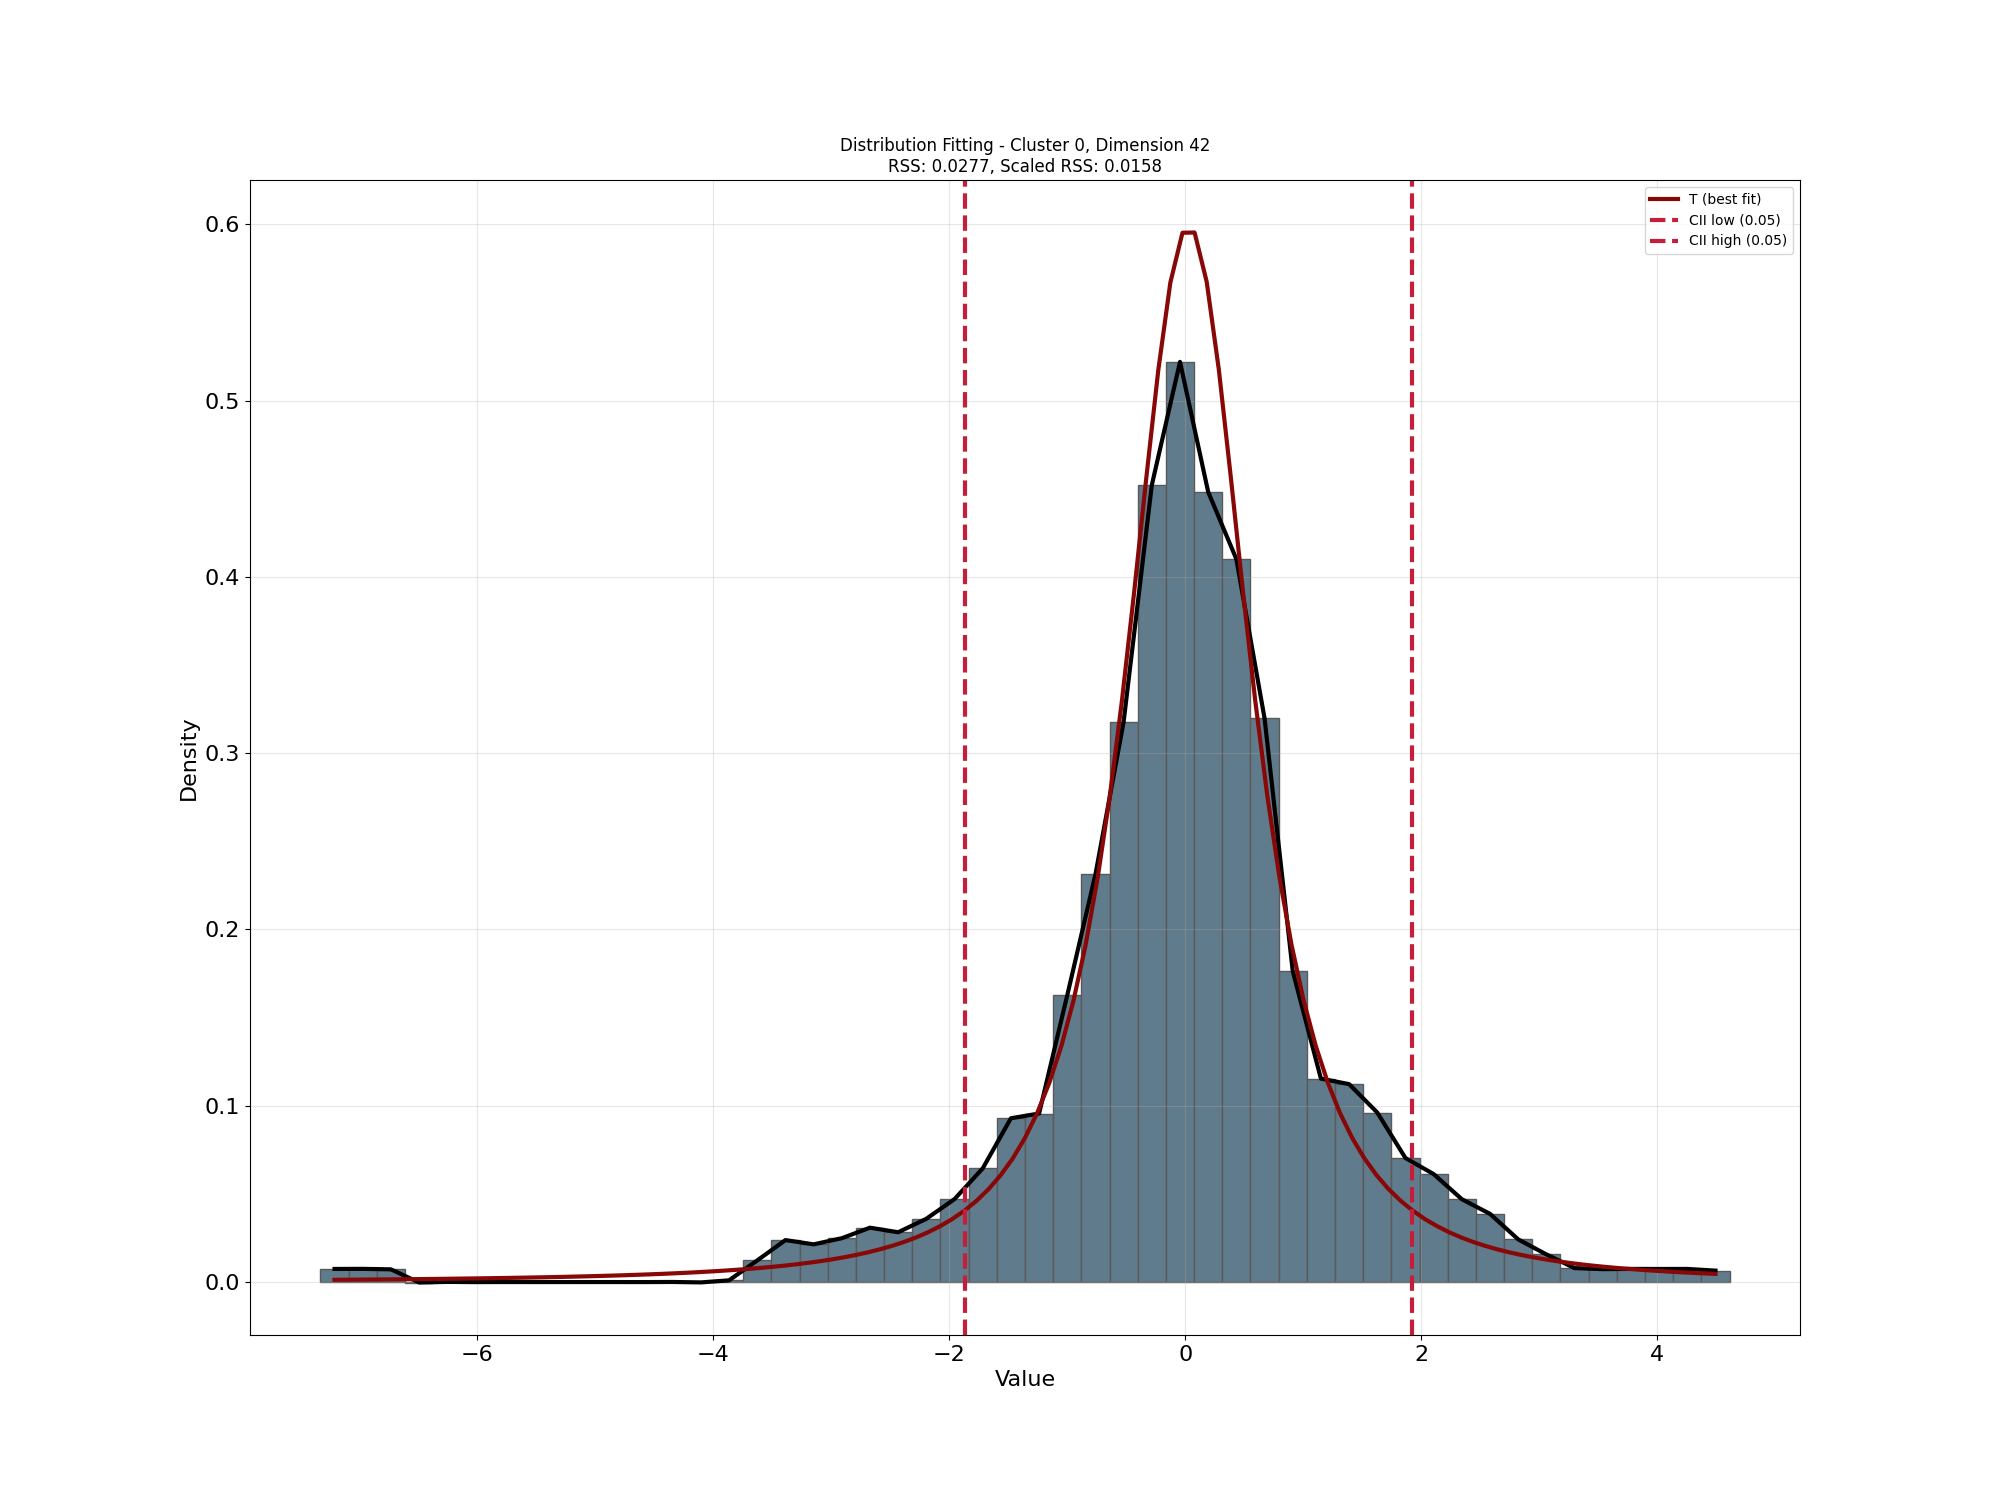 Distribution Fitting - Cluster 0, Dimension 42
RSS: 0.0277, Scaled RSS: 0.0158
T (best fit)
CII low (0.05)
CII high (0.05)
0.6
0.5
0.4
0.3
0.2
0.1
0.0
Density
−6
−4
−2
0
2
4
Value